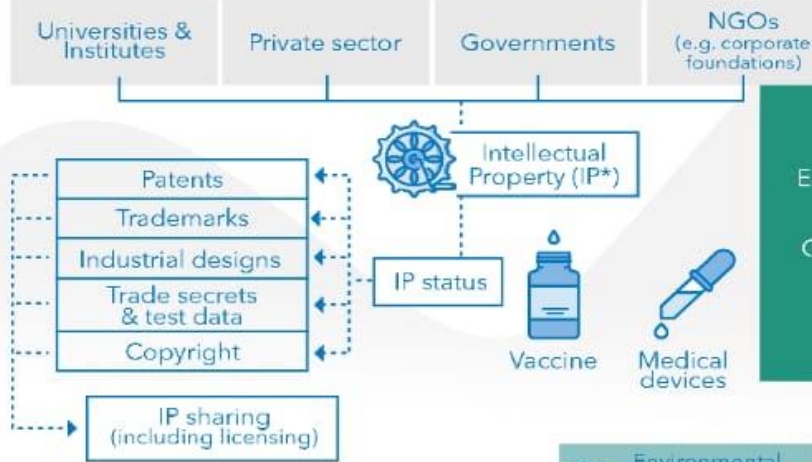 Universities &
Institutes
Private sector
Governments
NGOs
(e.g. corporate
foundations)
Intellectual
Property (IP*)
Patents
Trademarks
Industrial designs
Trade secrets
& test data
Copyright
IP status
Vaccine
Medical
devices
IP sharing
(including licensing)
Environmental